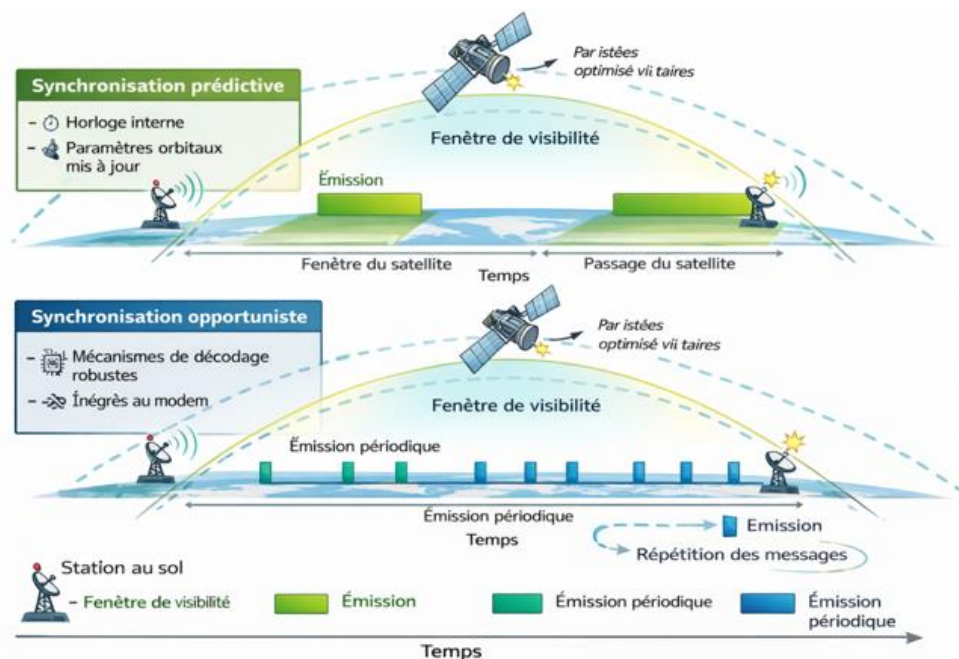 Synchronisation prédictive
- Horloge interne
- Paramètres orbitaux
mis à jour
Par istées
optimisé vii taires
Fenêtre de visibilité
Émission
Fenêtre du satellite
Temps
Passage du satellite
Synchronisation opportuniste
- Mécanismes de décodage
robustes
- Ínégrès au modem
Par istées
optimisé vii taires
Fenêtre de visibilité
Émission périodique
Émission périodique
Temps
Emission
Répétition des messages
Station au sol
- Fenêtre de visibilité
Émission
Émission périodique
Émission
périodique
Temps